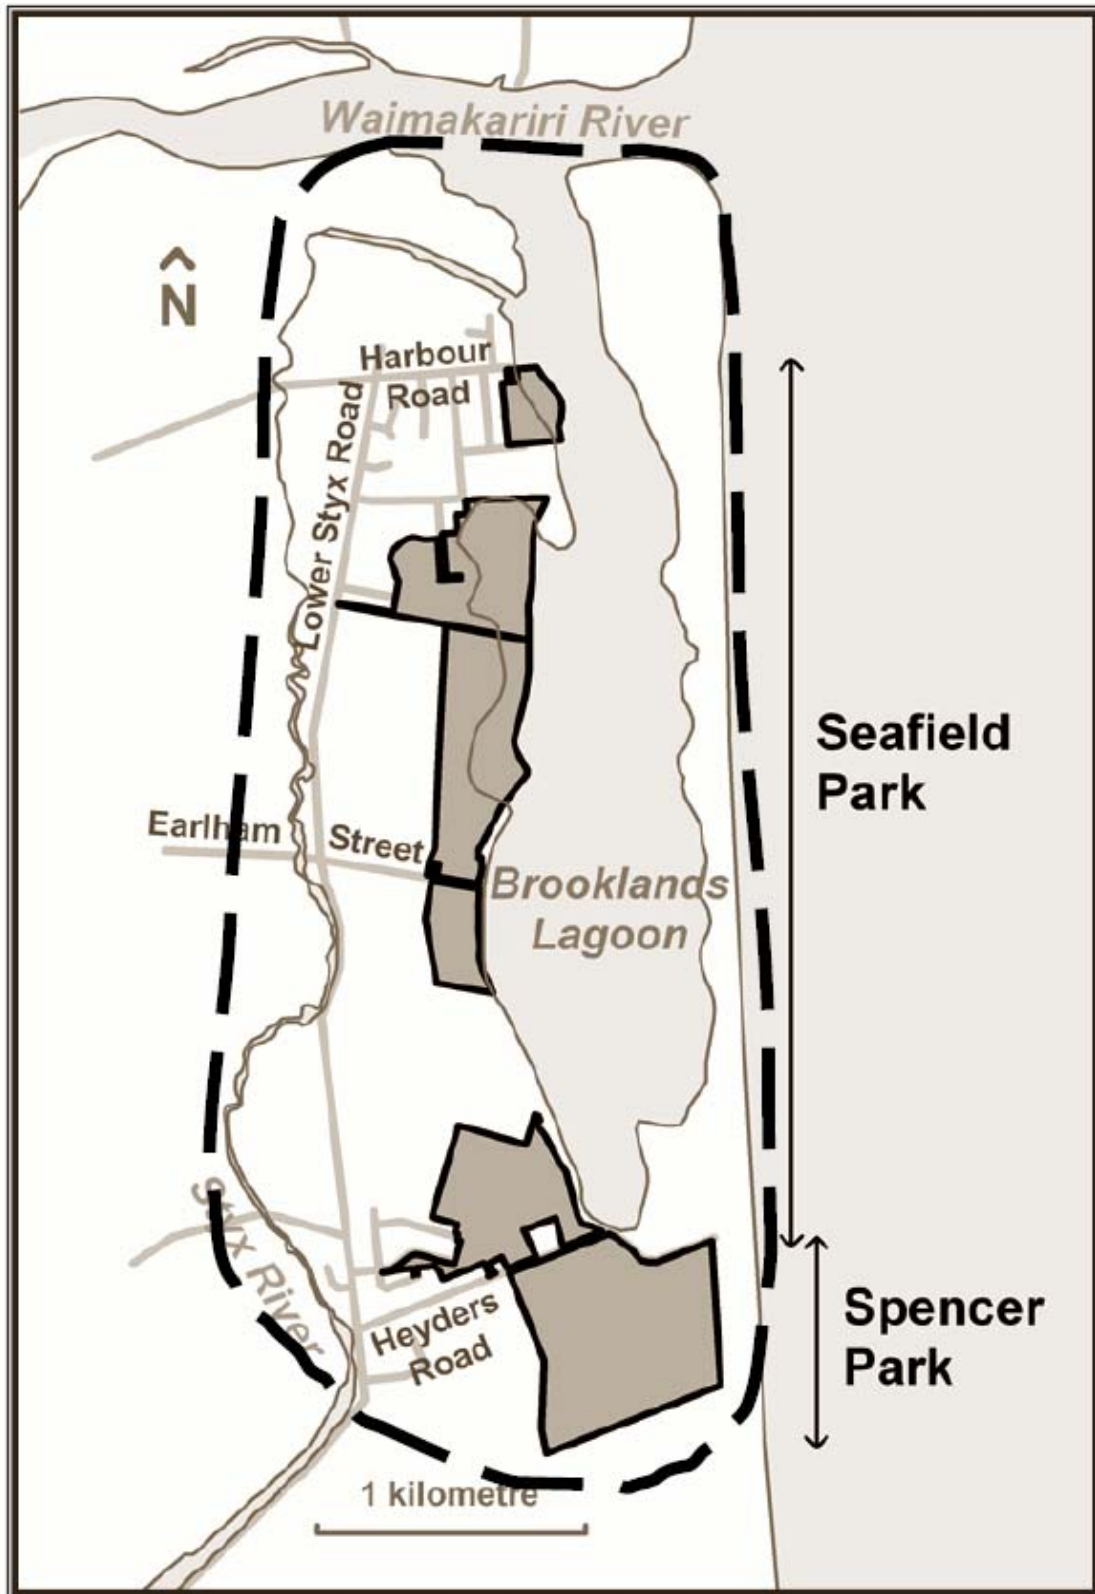 Waimakariri River
N
Harbour
Road
Lower Styx Road
Seafield
Park
Earlham Street
Brooklands
Lagoon
Styx River
Heyders
Road
Spencer
Park
1 kilometre